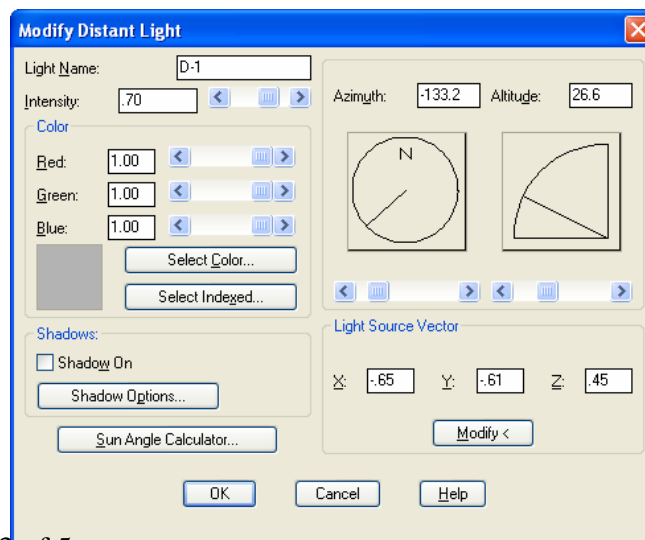 Modify Distant Light
Light Name: D-1
Intensity: .70
Color
Red: 1.00
Green: 1.00
Blue: 1.00
Select Color...
Select Indexed...
Shadows:
Shadow On
Shadow Options...
Sun Angle Calculator...
Azimuth: -133.2 Altitude: 26.6
N
Light Source Vector
X: -.65 Y: -.61 Z: .45
Modify <
OK Cancel Help